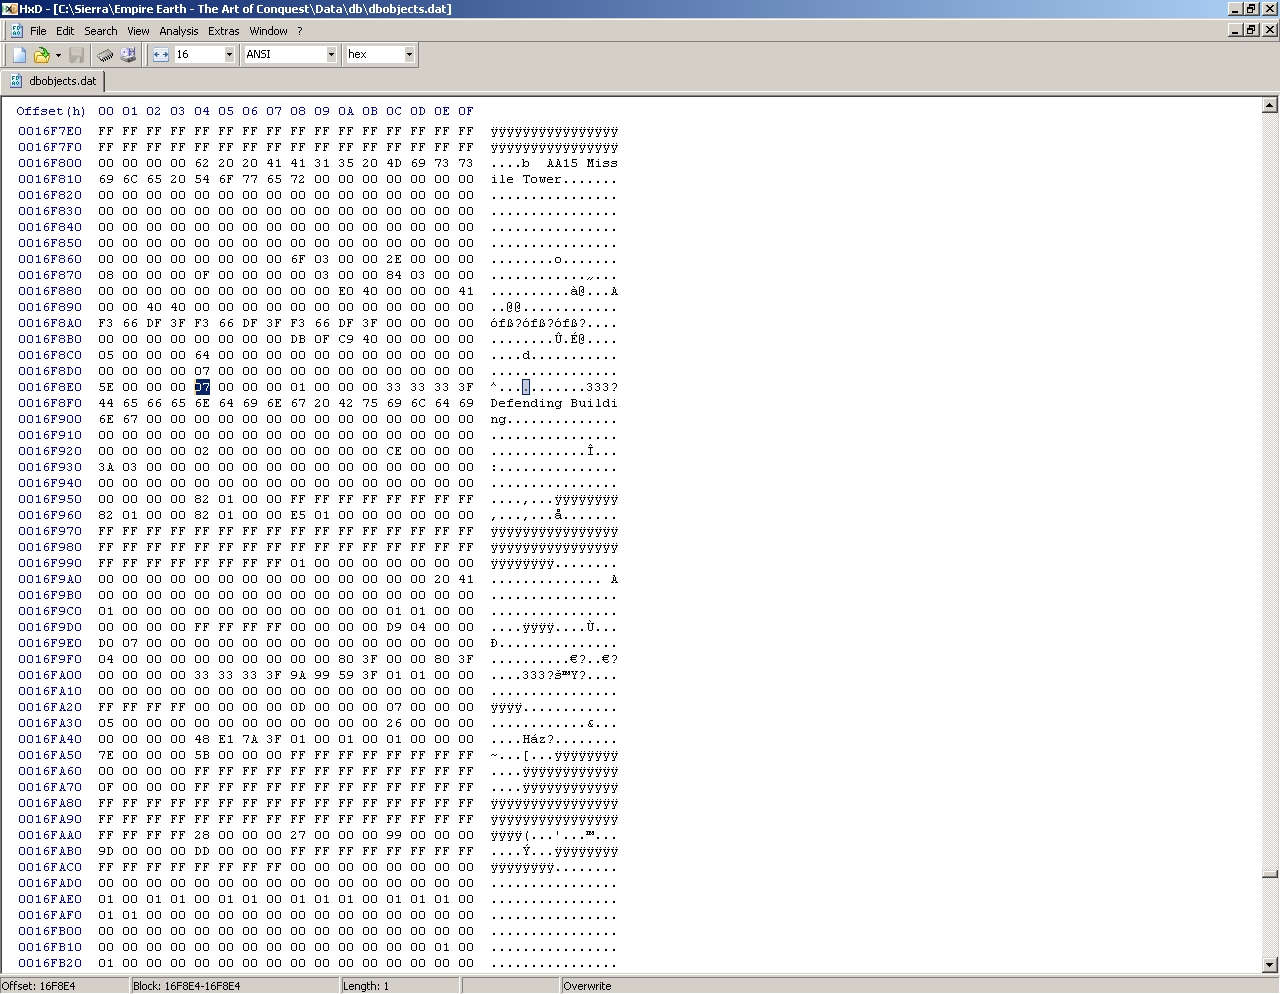 HxD - [C:\Sierra\Empire Earth - The Art of Conquest\Data\db\dbobjects.dat]
File Edit Search View Analysis Extras Window ?
16 ANSI hex
dbobjects.dat
Offset(h) 00 01 02 03 04 05 06 07 08 09 0A 0B 0C 0D 0E 0F
0016F7E0 FF FF FF FF FF FF FF FF FF FF FF FF FF FF FF FF ÿÿÿÿÿÿÿÿÿÿÿÿÿÿÿÿ
0016F7F0 FF FF FF FF FF FF FF FF FF FF FF FF FF FF FF FF ÿÿÿÿÿÿÿÿÿÿÿÿÿÿÿÿ
0016F800 00 00 00 00 62 20 20 41 41 31 35 20 4D 69 73 73 ....b  AA15 Miss
0016F810 69 6C 65 20 54 6F 77 65 72 00 00 00 00 00 00 00 ile Tower.......
0016F820 00 00 00 00 00 00 00 00 00 00 00 00 00 00 00 00 ................
0016F830 00 00 00 00 00 00 00 00 00 00 00 00 00 00 00 00 ................
0016F840 00 00 00 00 00 00 00 00 00 00 00 00 00 00 00 00 ................
0016F850 00 00 00 00 00 00 00 00 00 00 00 00 00 00 00 00 ................
0016F860 00 00 00 00 00 00 00 00 6F 03 00 00 2E 00 00 00 ........o.......
0016F870 08 00 00 00 0F 00 00 00 00 03 00 00 84 03 00 00 ............„...
0016F880 00 00 00 00 00 00 00 00 00 00 E0 40 00 00 00 41 ..........à@...A
0016F890 00 00 40 40 00 00 00 00 00 00 00 00 00 00 00 00 ..@@............
0016F8A0 F3 66 DF 3F F3 66 DF 3F F3 66 DF 3F 00 00 00 00 ófß?ófß?ófß?....
0016F8B0 00 00 00 00 00 00 00 00 DB 0F C9 40 00 00 00 00 ........Û.É@....
0016F8C0 05 00 00 00 64 00 00 00 00 00 00 00 00 00 00 00 ....d...........
0016F8D0 00 00 00 00 07 00 00 00 00 00 00 00 00 00 00 00 ................
0016F8E0 5E 00 00 00 07 00 00 00 01 00 00 00 33 33 33 3F ^...........333?
0016F8F0 44 65 66 65 6E 64 69 6E 67 20 42 75 69 6C 64 69 Defending Buildi
0016F900 6E 67 00 00 00 00 00 00 00 00 00 00 00 00 00 00 ng..............
0016F910 00 00 00 00 00 00 00 00 00 00 00 00 00 00 00 00 ................
0016F920 00 00 00 00 02 00 00 00 00 00 00 00 CE 00 00 00 ............Î...
0016F930 3A 03 00 00 00 00 00 00 00 00 00 00 00 00 00 00 :...............
0016F940 00 00 00 00 00 00 00 00 00 00 00 00 00 00 00 00 ................
0016F950 00 00 00 00 82 01 00 00 FF FF FF FF FF FF FF FF ....‚...ÿÿÿÿÿÿÿÿ
0016F960 82 01 00 00 82 01 00 00 E5 01 00 00 00 00 00 00 ‚...‚...å.......
0016F970 FF FF FF FF FF FF FF FF FF FF FF FF FF FF FF FF ÿÿÿÿÿÿÿÿÿÿÿÿÿÿÿÿ
0016F980 FF FF FF FF FF FF FF FF FF FF FF FF FF FF FF FF ÿÿÿÿÿÿÿÿÿÿÿÿÿÿÿÿ
0016F990 FF FF FF FF FF FF FF FF 01 00 00 00 00 00 00 00 ÿÿÿÿÿÿÿÿ........
0016F9A0 00 00 00 00 00 00 00 00 00 00 00 00 00 00 20 41 .............. A
0016F9B0 00 00 00 00 00 00 00 00 00 00 00 00 00 00 00 00 ................
0016F9C0 01 00 00 00 00 00 00 00 00 00 00 00 01 01 00 00 ................
0016F9D0 00 00 00 00 FF FF FF FF 00 00 00 00 D9 04 00 00 ....ÿÿÿÿ....Ù...
0016F9E0 D0 07 00 00 00 00 00 00 00 00 00 00 00 00 00 00 Ð...............
0016F9F0 04 00 00 00 00 00 00 00 00 00 80 3F 00 00 80 3F ..........€?..€?
0016FA00 00 00 00 00 33 33 33 3F 9A 99 59 3F 01 01 00 00 ....333?š™Y?....
0016FA10 00 00 00 00 00 00 00 00 00 00 00 00 00 00 00 00 ................
0016FA20 FF FF FF FF 00 00 00 00 0D 00 00 00 07 00 00 00 ÿÿÿÿ............
0016FA30 05 00 00 00 00 00 00 00 00 00 00 00 26 00 00 00 ............&...
0016FA40 00 00 00 00 48 E1 7A 3F 01 00 01 00 01 00 00 00 ....Ház?........
0016FA50 7E 00 00 00 5B 00 00 00 FF FF FF FF FF FF FF FF ~...[...ÿÿÿÿÿÿÿÿ
0016FA60 00 00 00 00 FF FF FF FF FF FF FF FF FF FF FF FF ....ÿÿÿÿÿÿÿÿÿÿÿÿ
0016FA70 0F 00 00 00 FF FF FF FF FF FF FF FF FF FF FF FF ....ÿÿÿÿÿÿÿÿÿÿÿÿ
0016FA80 FF FF FF FF FF FF FF FF FF FF FF FF FF FF FF FF ÿÿÿÿÿÿÿÿÿÿÿÿÿÿÿÿ
0016FA90 FF FF FF FF FF FF FF FF FF FF FF FF FF FF FF FF ÿÿÿÿÿÿÿÿÿÿÿÿÿÿÿÿ
0016FAA0 FF FF FF FF 28 00 00 00 27 00 00 00 99 00 00 00 ÿÿÿÿ(...'...™...
0016FAB0 9D 00 00 00 DD 00 00 00 FF FF FF FF FF FF FF FF ....Ý...ÿÿÿÿÿÿÿÿ
0016FAC0 FF FF FF FF FF FF FF FF 00 00 00 00 00 00 00 00 ÿÿÿÿÿÿÿÿ........
0016FAD0 00 00 00 00 00 00 00 00 00 00 00 00 00 00 00 00 ................
0016FAE0 01 00 01 01 00 01 01 00 01 01 01 00 01 01 01 00 ................
0016FAF0 01 01 00 00 00 00 00 00 00 00 00 00 00 00 00 00 ................
0016FB00 00 00 00 00 00 00 00 00 00 00 00 00 00 00 00 00 ................
0016FB10 00 00 00 00 00 00 00 00 00 00 00 00 00 00 01 00 ................
0016FB20 01 00 00 00 00 00 00 00 00 00 00 00 00 00 00 00 ................
Offset: 16F8E4 Block: 16F8E4-16F8E4 Length: 1 Overwrite